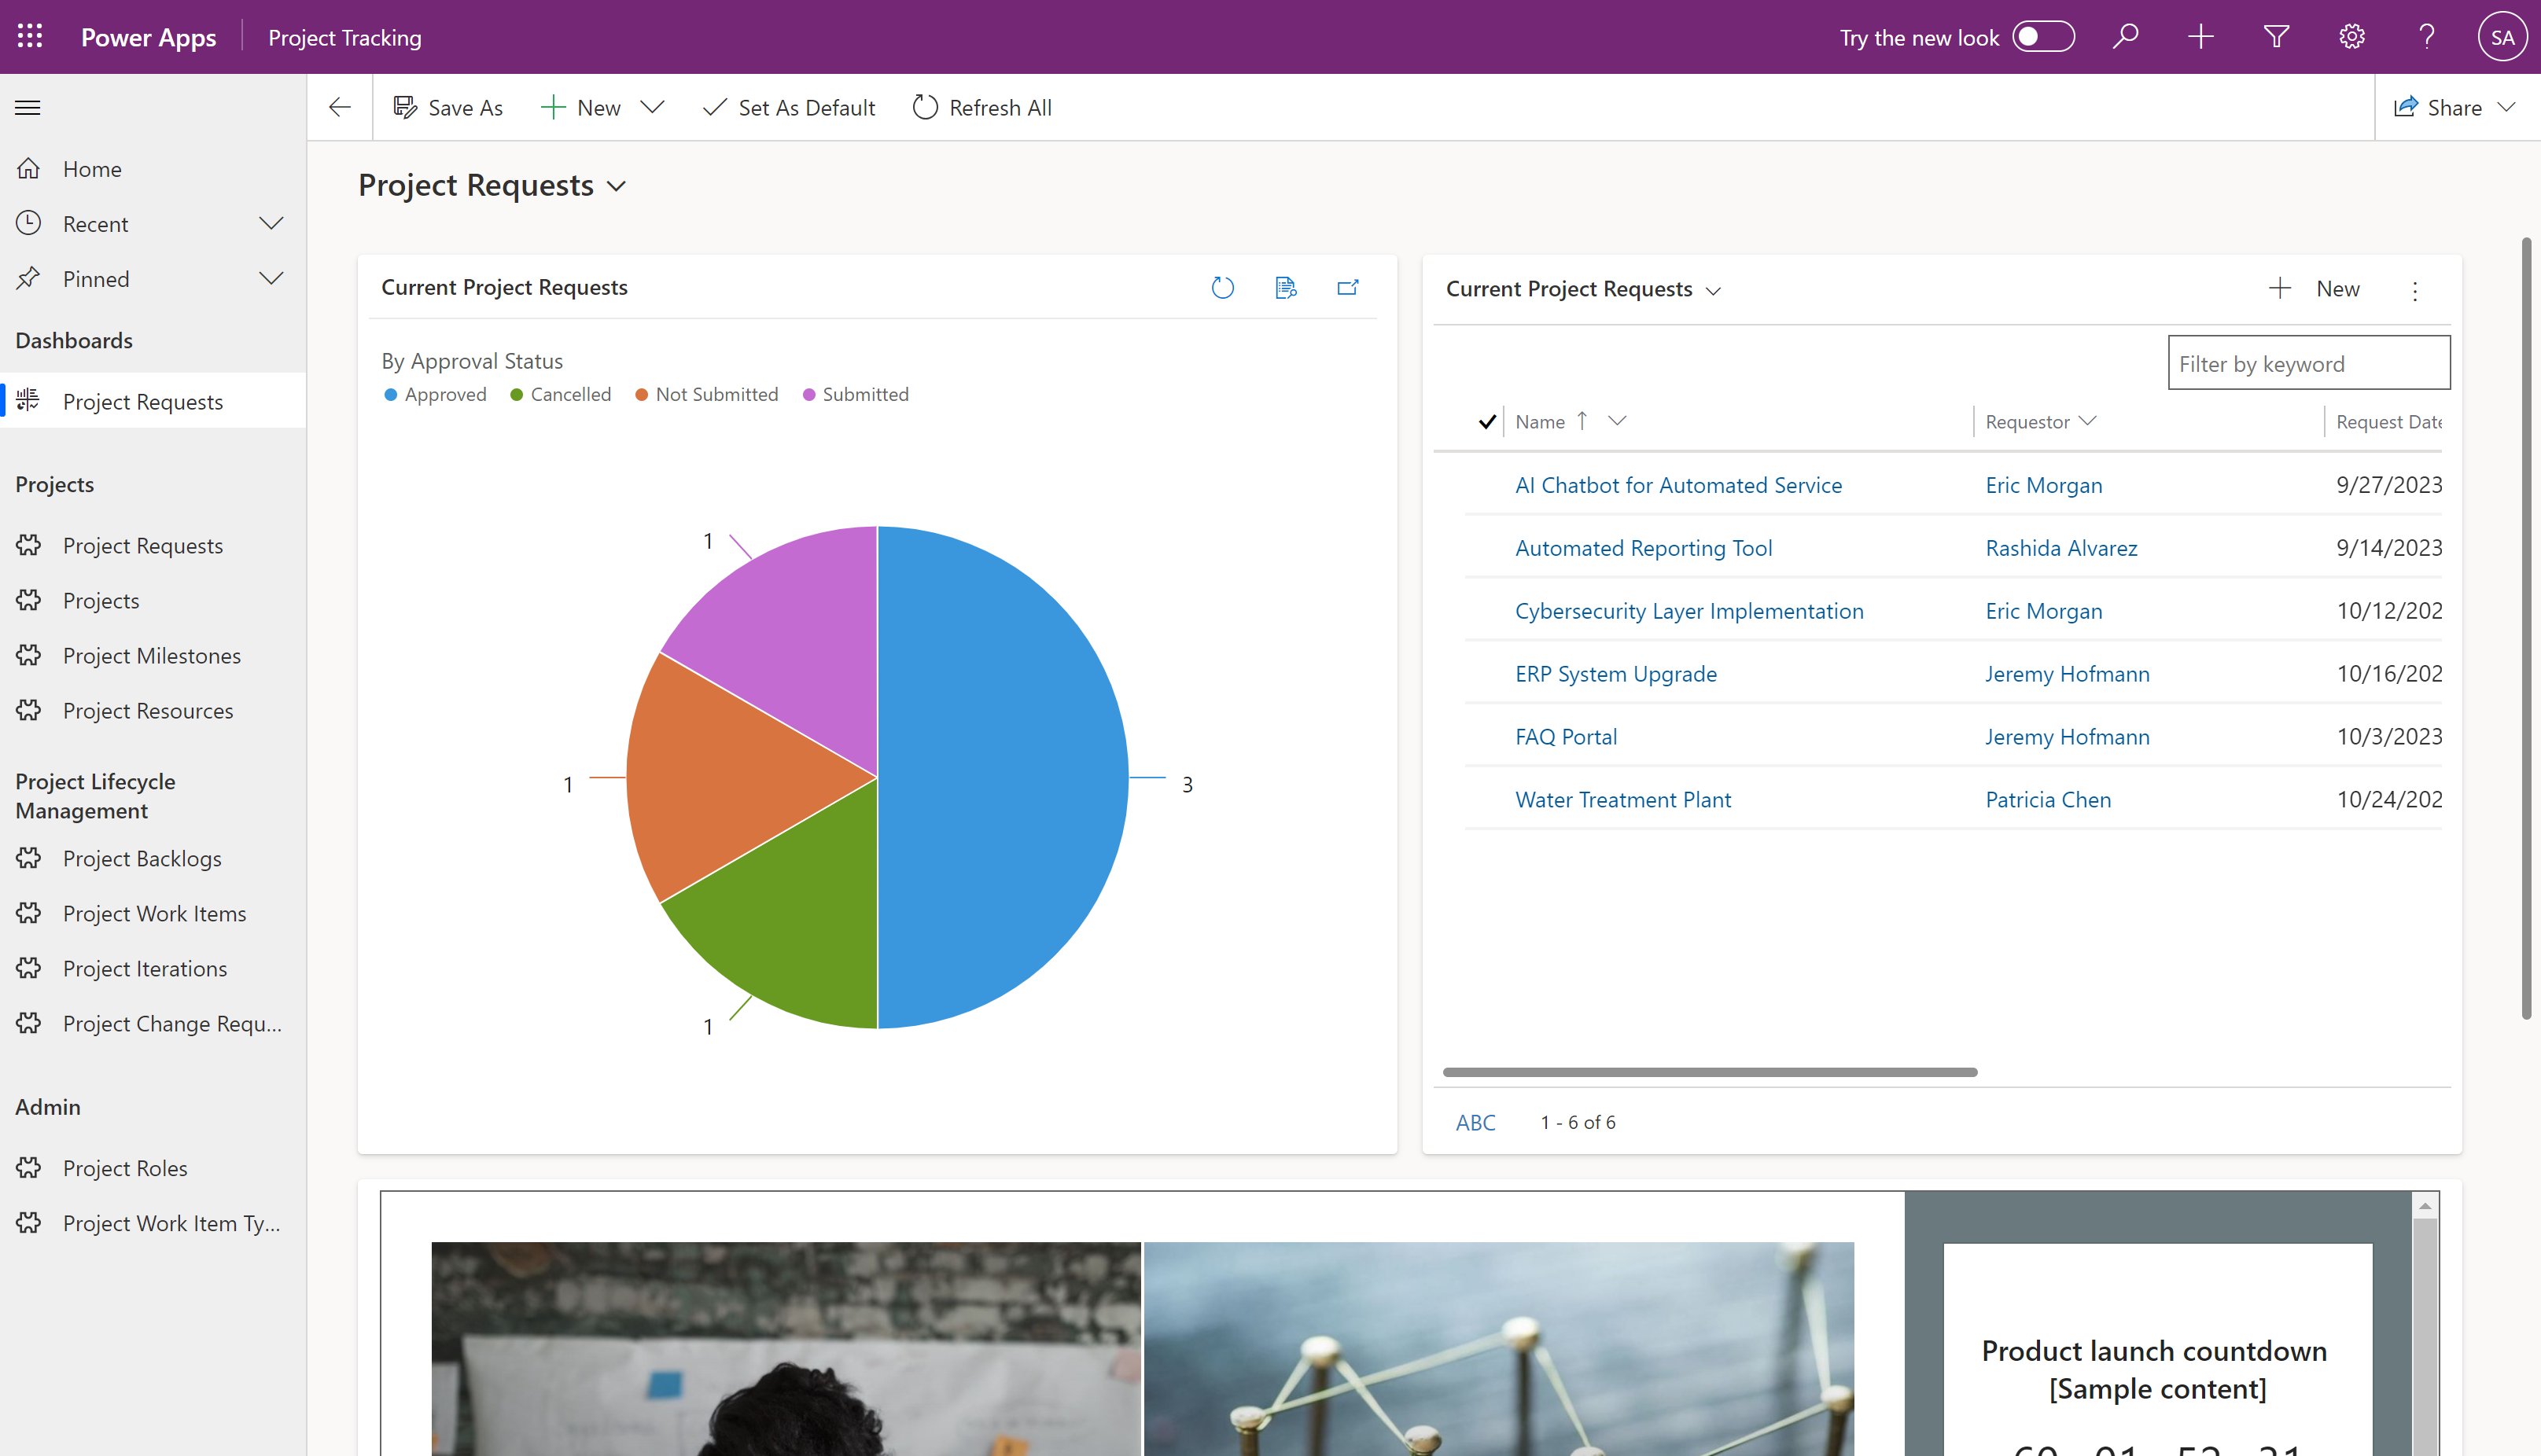 Power Apps
Project Tracking
Try the new look
SA
Save As
New
Set As Default
Refresh All
Share
Home
Recent
Pinned
Dashboards
Project Requests
Projects
Project Requests
Projects
Project Milestones
Project Resources
Project Lifecycle
Management
Project Backlogs
Project Work Items
Project Iterations
Project Change Requ...
Admin
Project Roles
Project Work Item Ty...
Project Requests
Current Project Requests
By Approval Status
Approved Cancelled Not Submitted Submitted
1
1
3
1
Current Project Requests
New
Filter by keyword
Name Requestor Request Date
AI Chatbot for Automated Service Eric Morgan 9/27/2023
Automated Reporting Tool Rashida Alvarez 9/14/2023
Cybersecurity Layer Implementation Eric Morgan 10/12/202
ERP System Upgrade Jeremy Hofmann 10/16/202
FAQ Portal Jeremy Hofmann 10/3/2023
Water Treatment Plant Patricia Chen 10/24/202
ABC 1 - 6 of 6
Product launch countdown
[Sample content]